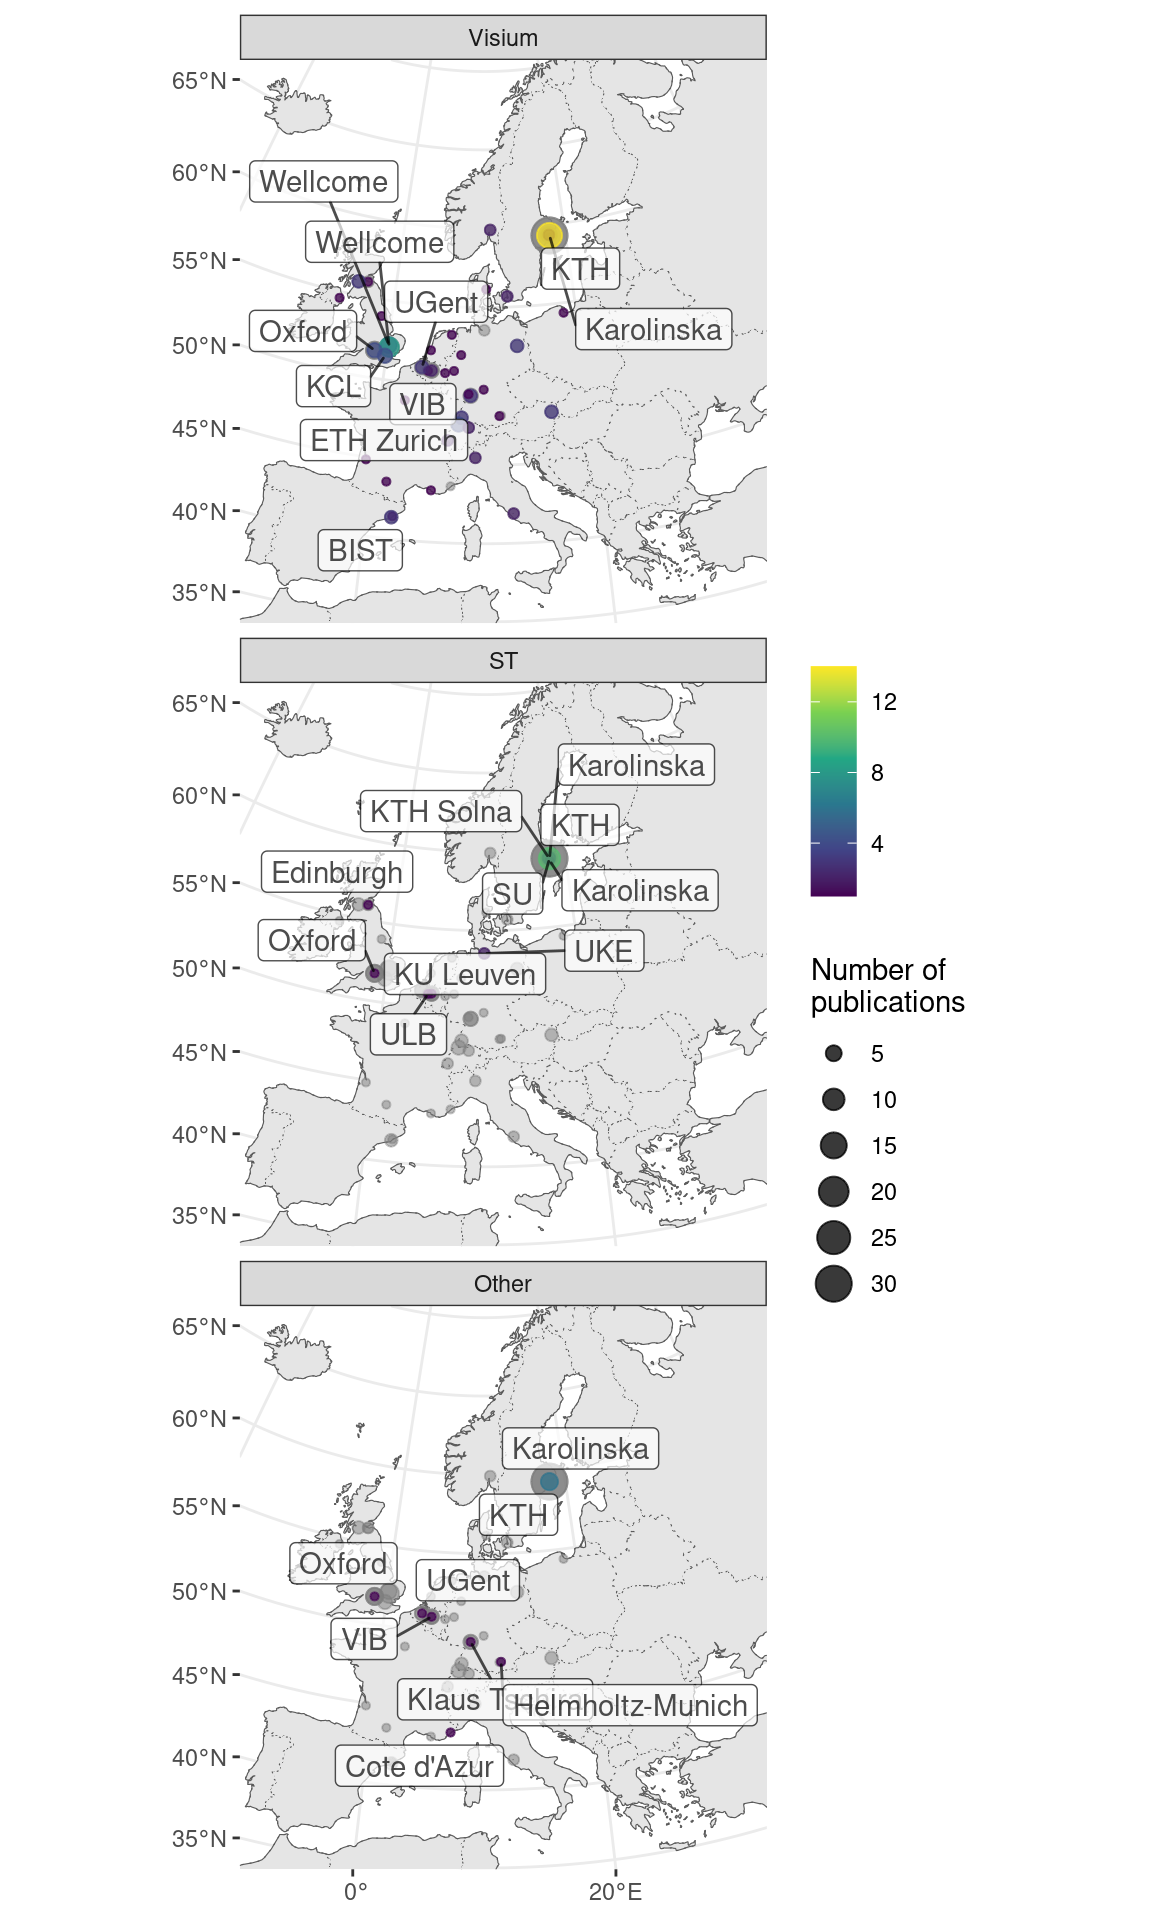 Visium
65°N
60°N
55°N
50°N
45°N
40°N
35°N
Wellcome
Wellcome
UGent
KTH
Karolinska
Oxford
KCL
VIB
ETH Zurich
BIST
ST
65°N
60°N
55°N
50°N
45°N
40°N
35°N
Karolinska
KTH Solna
KTH
Edinburgh
SU
Karolinska
Oxford
UKE
KU Leuven
ULB
12
8
4
Number of
publications
5
10
15
20
25
30
Other
65°N
60°N
55°N
50°N
45°N
40°N
35°N
Karolinska
KTH
Oxford
UGent
VIB
Klaus Tschira
Helmholtz-Munich
Cote d'Azur
0°
20°E